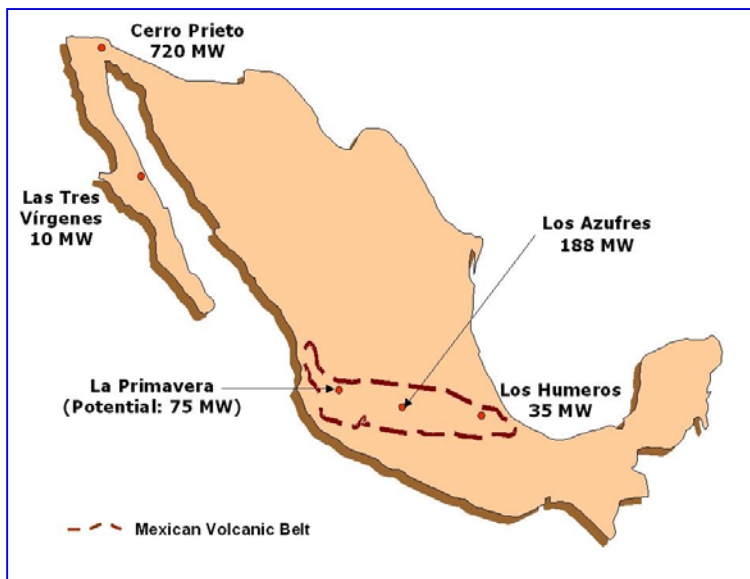 Cerro Prieto
720 MW
Las Tres
Vírgenes
10 MW
Los Azufres
188 MW
La Primavera
(Potential: 75 MW)
Los Humeros
35 MW
Mexican Volcanic Belt